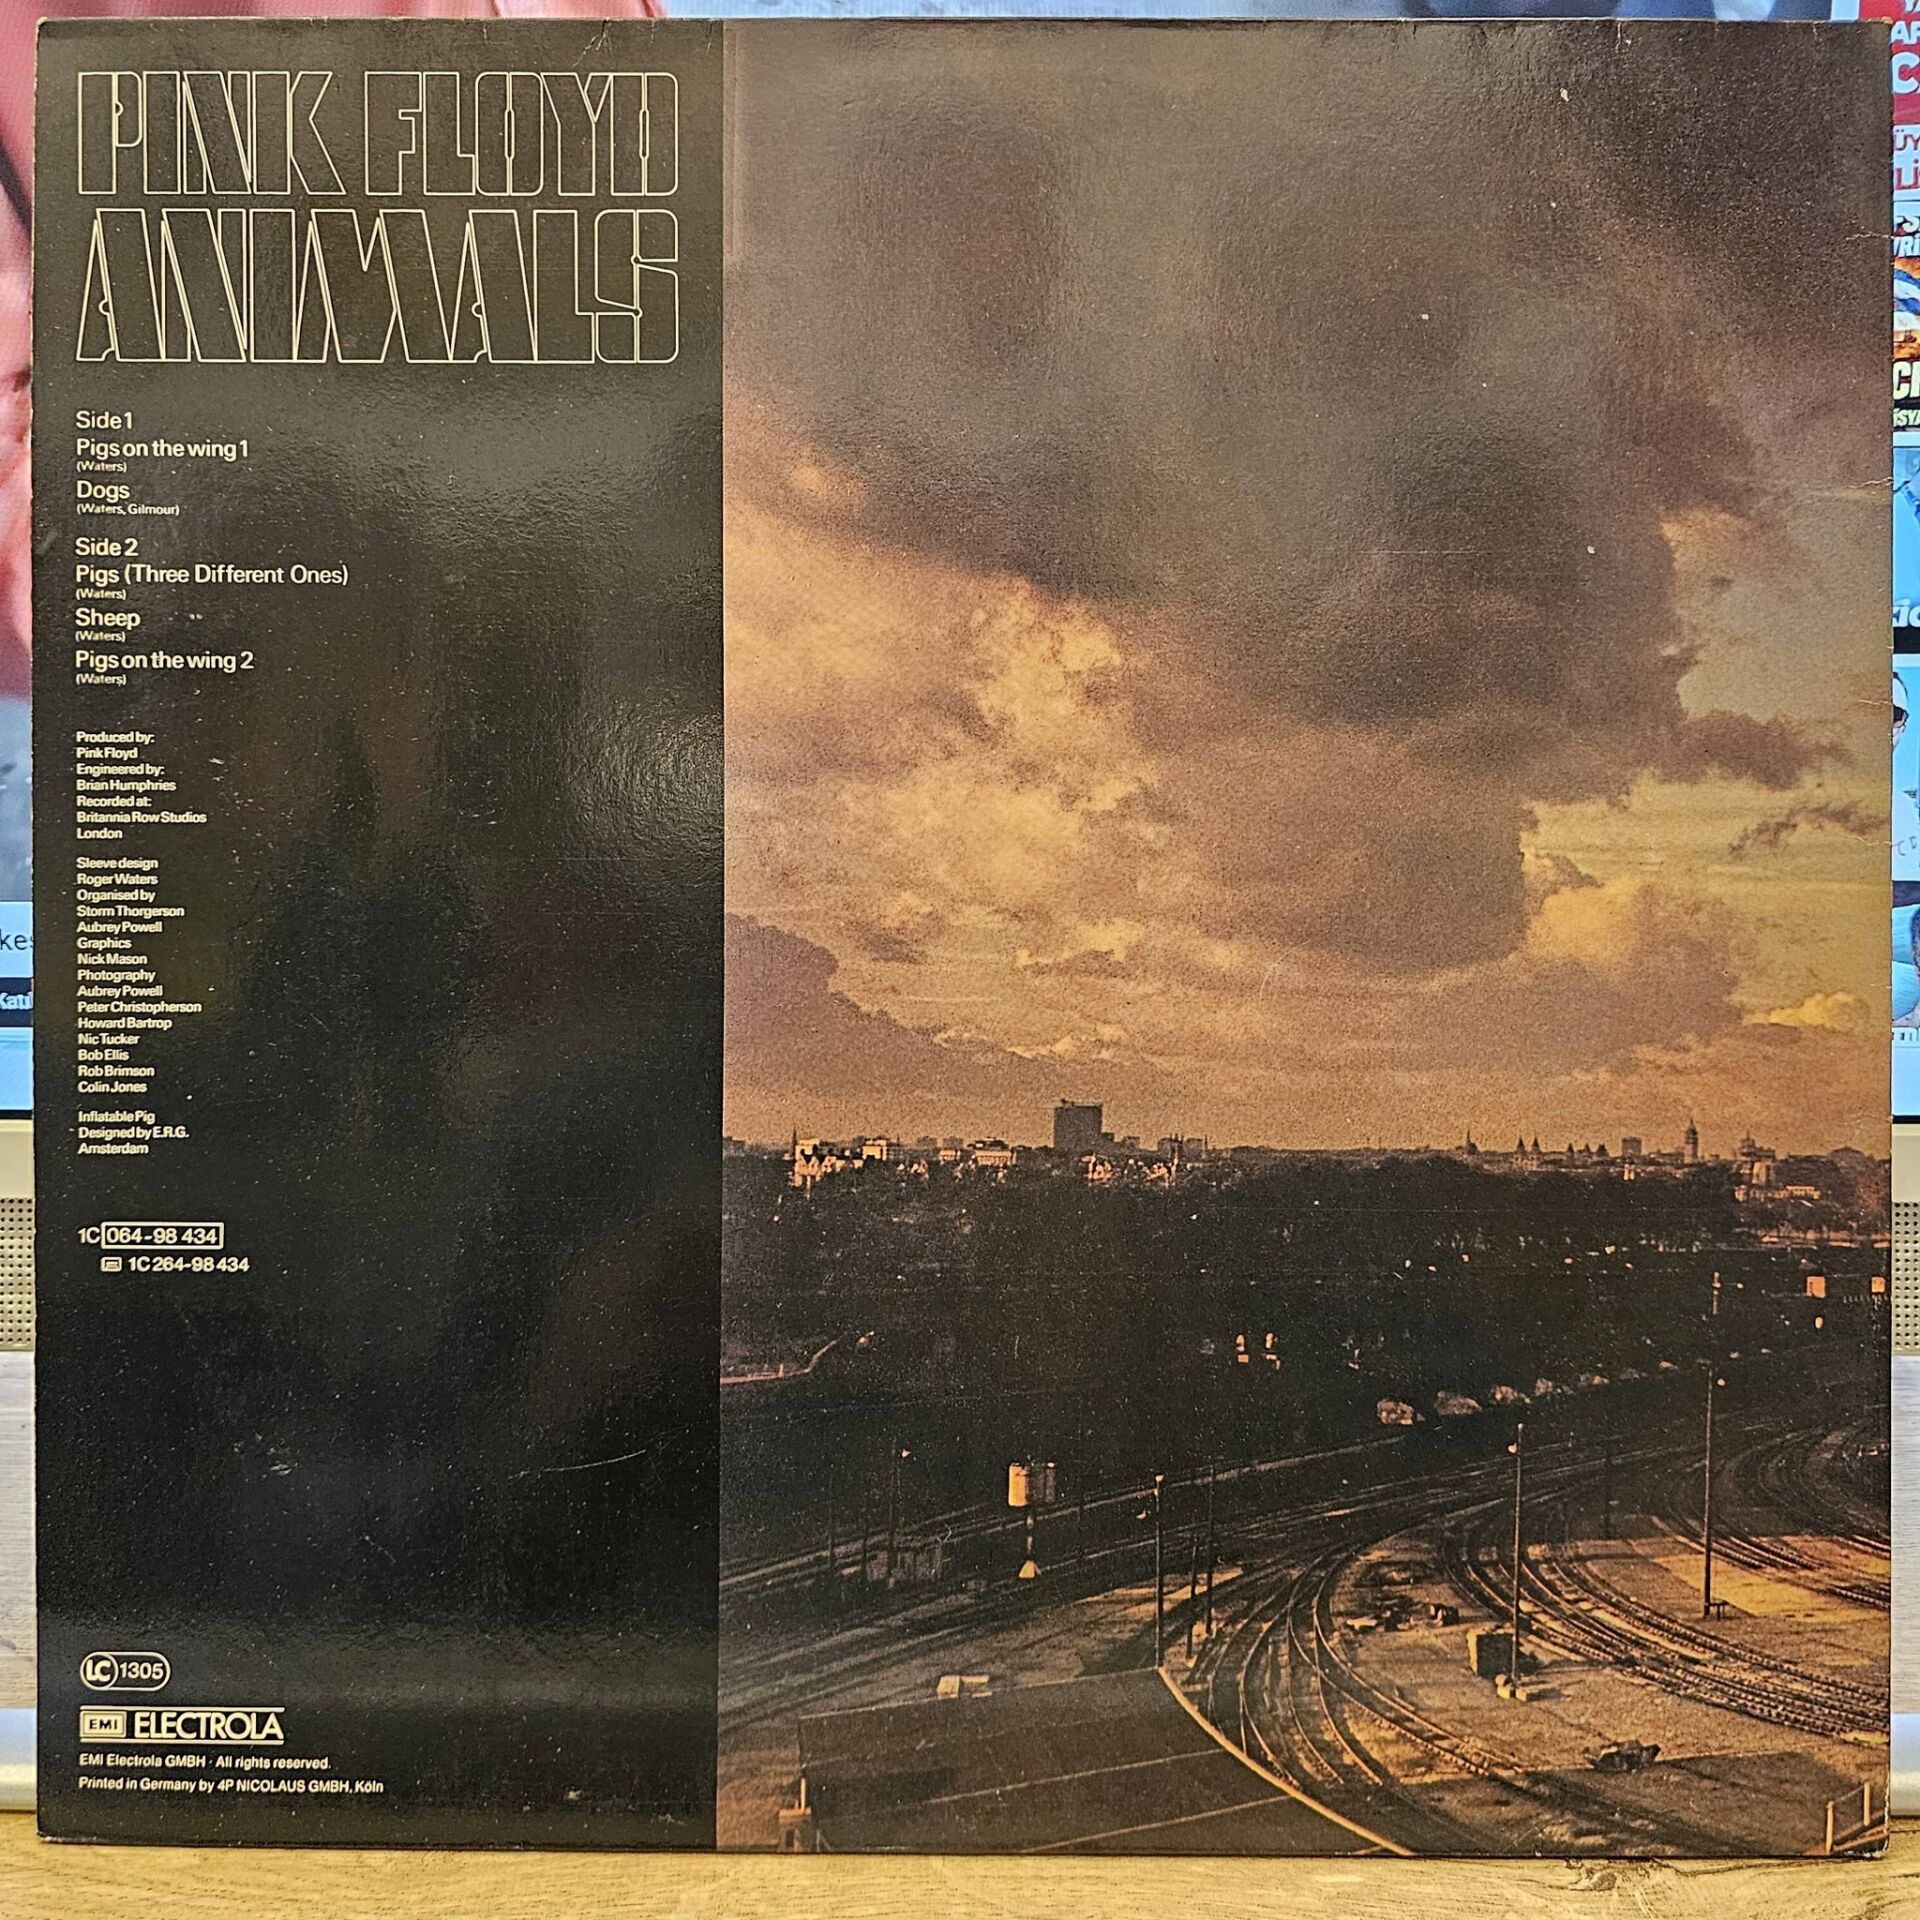 PINK FLOYD
ANIMALS
Side 1
Pigs on the wing 1
(Waters)
Dogs
(Waters, Gilmour)
Side 2
Pigs (Three Different Ones)
(Waters)
Sheep
(Waters)
Pigs on the wing 2
(Waters)
Produced by:
Pink Floyd
Engineered by:
Brian Humphries
Recorded at:
Britannia Row Studios
London
Sleeve design
Roger Waters
Organised by
Storm Thorgerson
Aubrey Powell
Graphics
Nick Mason
Photography
Aubrey Powell
Peter Christopherson
Howard Bartrop
Nic Tucker
Bob Ellis
Rob Brimson
Colin Jones
Inflatable Pig
Designed by E.R.G.
Amsterdam
1C 064-98 434
1C 264-98 434
LC 1305
EMI ELECTROLA
EMI Electrola GMBH · All rights reserved.
Printed in Germany by 4P NICOLAUS GMBH, Köln